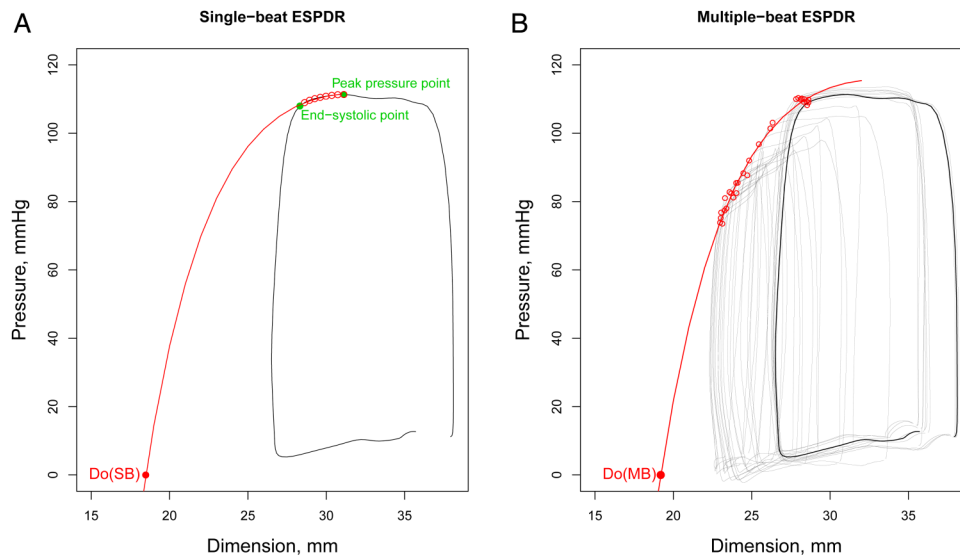 A
Single−beat ESPDR
Pressure, mmHg
120
100
80
60
40
20
0
Peak pressure point
End−systolic point
Do(SB)
15 20 25 30 35
Dimension, mm
B
Multiple−beat ESPDR
Pressure, mmHg
120
100
80
60
40
20
0
Do(MB)
15 20 25 30 35
Dimension, mm